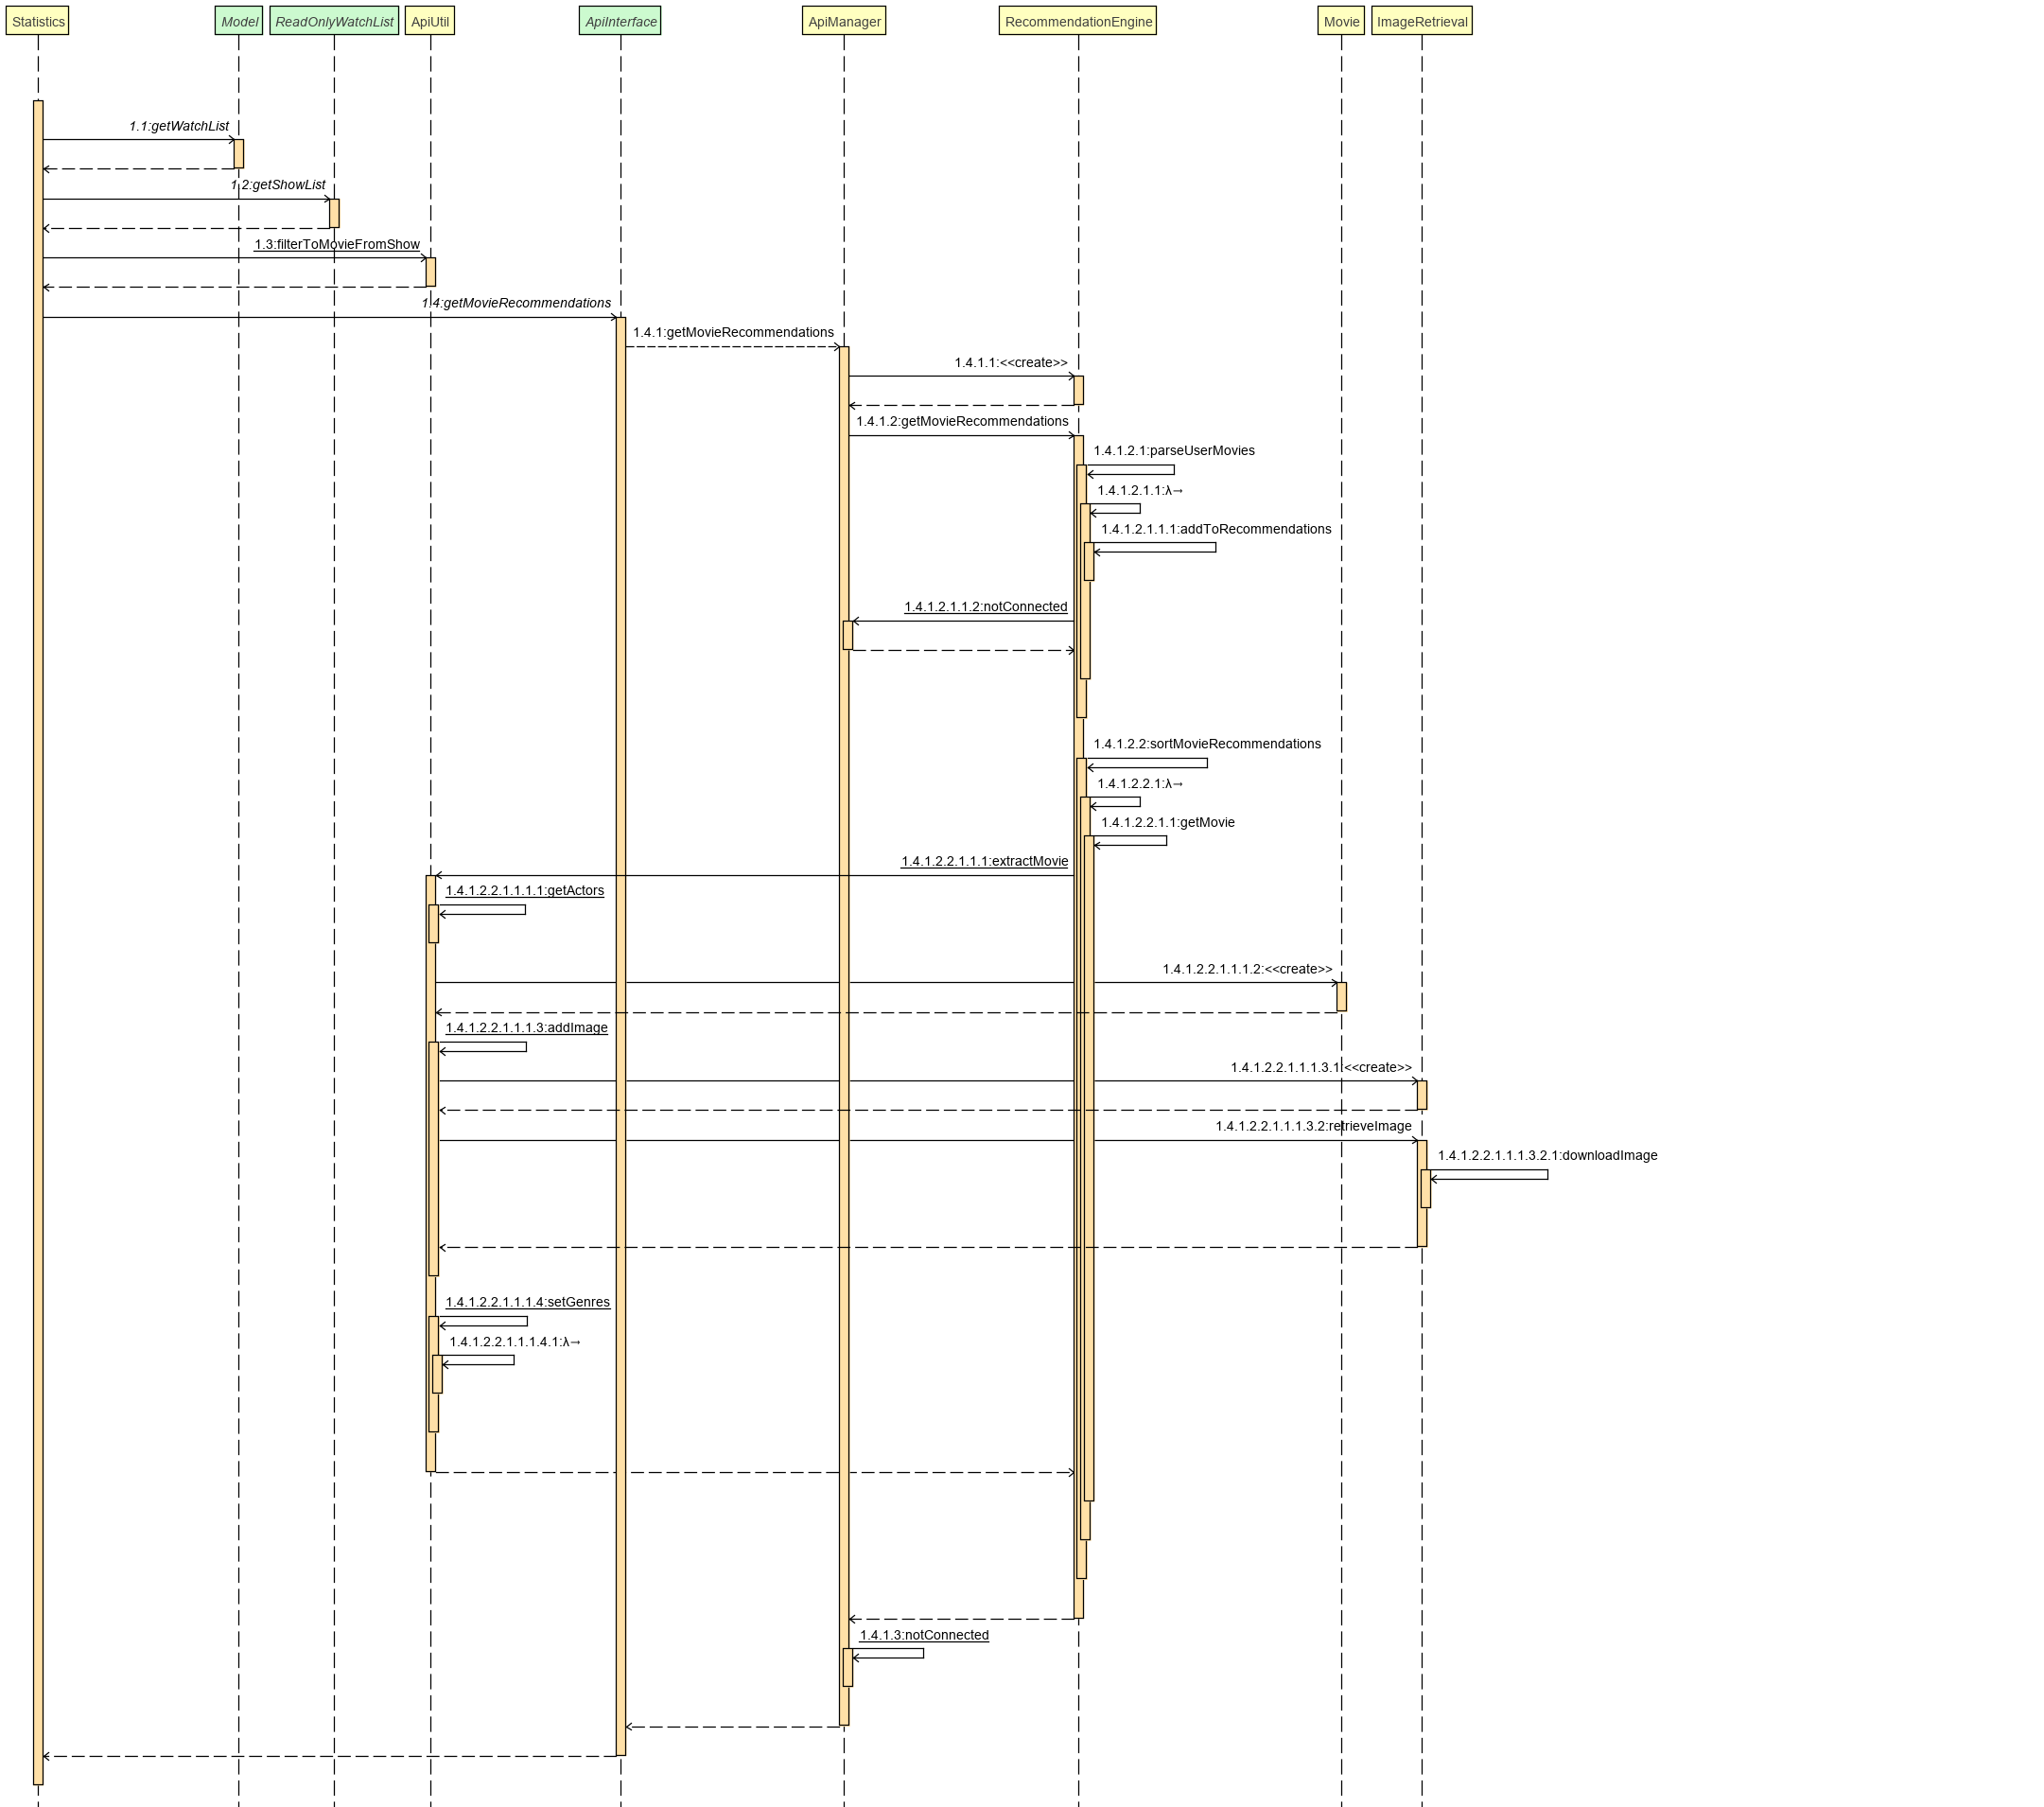 Statistics
Model
ReadOnlyWatchList
ApiUtil
ApiInterface
ApiManager
RecommendationEngine
Movie
ImageRetrieval
1.1:getWatchList
1.2:getShowList
1.3:filterToMovieFromShow
1.4:getMovieRecommendations
1.4.1:getMovieRecommendations
1.4.1.1:<<create>>
1.4.1.2:getMovieRecommendations
1.4.1.2.1:parseUserMovies
1.4.1.2.1.1:λ→
1.4.1.2.1.1.1:addToRecommendations
1.4.1.2.1.1.2:notConnected
1.4.1.2.2:sortMovieRecommendations
1.4.1.2.2.1:λ→
1.4.1.2.2.1.1:getMovie
1.4.1.2.2.1.1.1:extractMovie
1.4.1.2.2.1.1.1.1:getActors
1.4.1.2.2.1.1.1.2:<<create>>
1.4.1.2.2.1.1.1.3:addImage
1.4.1.2.2.1.1.1.3.1:<<create>>
1.4.1.2.2.1.1.1.3.2:retrieveImage
1.4.1.2.2.1.1.1.3.2.1:downloadImage
1.4.1.2.2.1.1.1.4:setGenres
1.4.1.2.2.1.1.1.4.1:λ→
1.4.1.3:notConnected